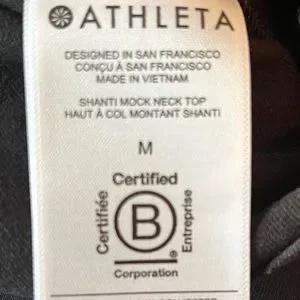 ATHLETA
DESIGNED IN SAN FRANCISCO
CONÇU À SAN FRANCISCO
MADE IN VIETNAM
SHANTI MOCK NECK TOP
HAUT À COL MONTANT SHANTI
M
Certified
Certifiée
B
Entreprise
®
Corporation